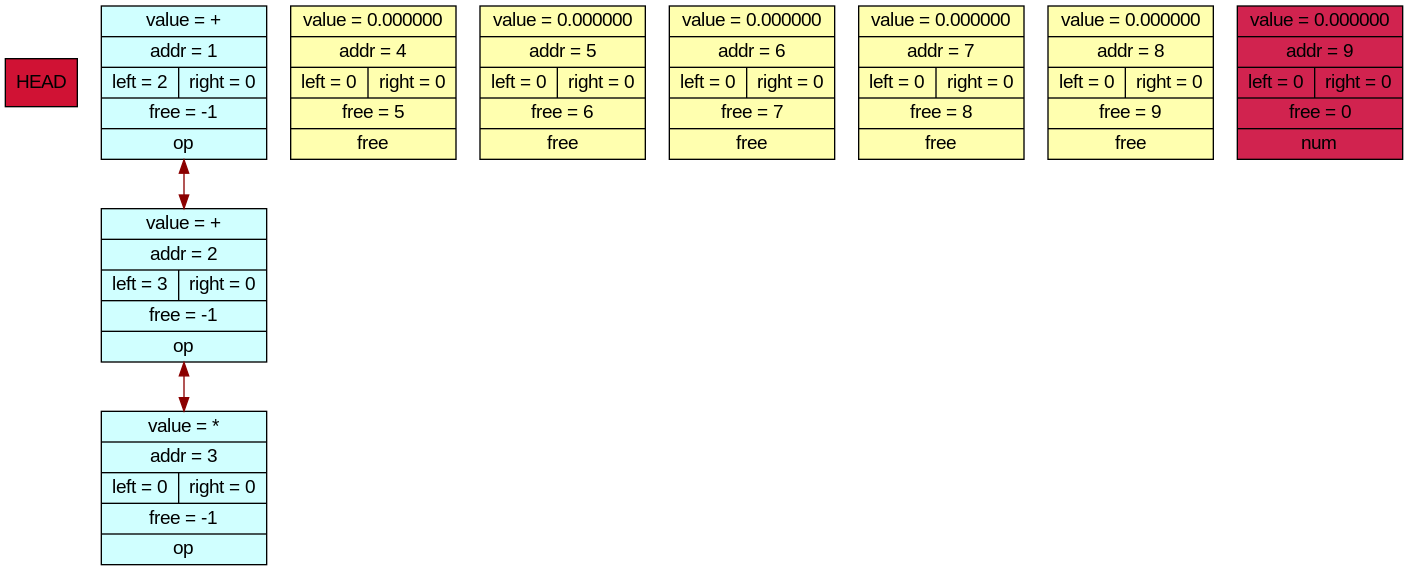 HEAD
value = +
addr = 1
left = 2 right = 0
free = -1
op
value = 0.000000
addr = 4
left = 0 right = 0
free = 5
free
value = 0.000000
addr = 5
left = 0 right = 0
free = 6
free
value = 0.000000
addr = 6
left = 0 right = 0
free = 7
free
value = 0.000000
addr = 7
left = 0 right = 0
free = 8
free
value = 0.000000
addr = 8
left = 0 right = 0
free = 9
free
value = 0.000000
addr = 9
left = 0 right = 0
free = 0
num
value = +
addr = 2
left = 3 right = 0
free = -1
op
value = *
addr = 3
left = 0 right = 0
free = -1
op